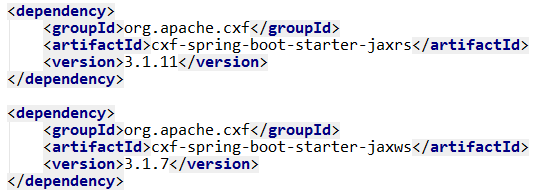 <dependency>
    <groupId>org.apache.cxf</groupId>
    <artifactId>cxf-spring-boot-starter-jaxrs</artifactId>
    <version>3.1.11</version>
</dependency>

<dependency>
    <groupId>org.apache.cxf</groupId>
    <artifactId>cxf-spring-boot-starter-jaxws</artifactId>
    <version>3.1.7</version>
</dependency>